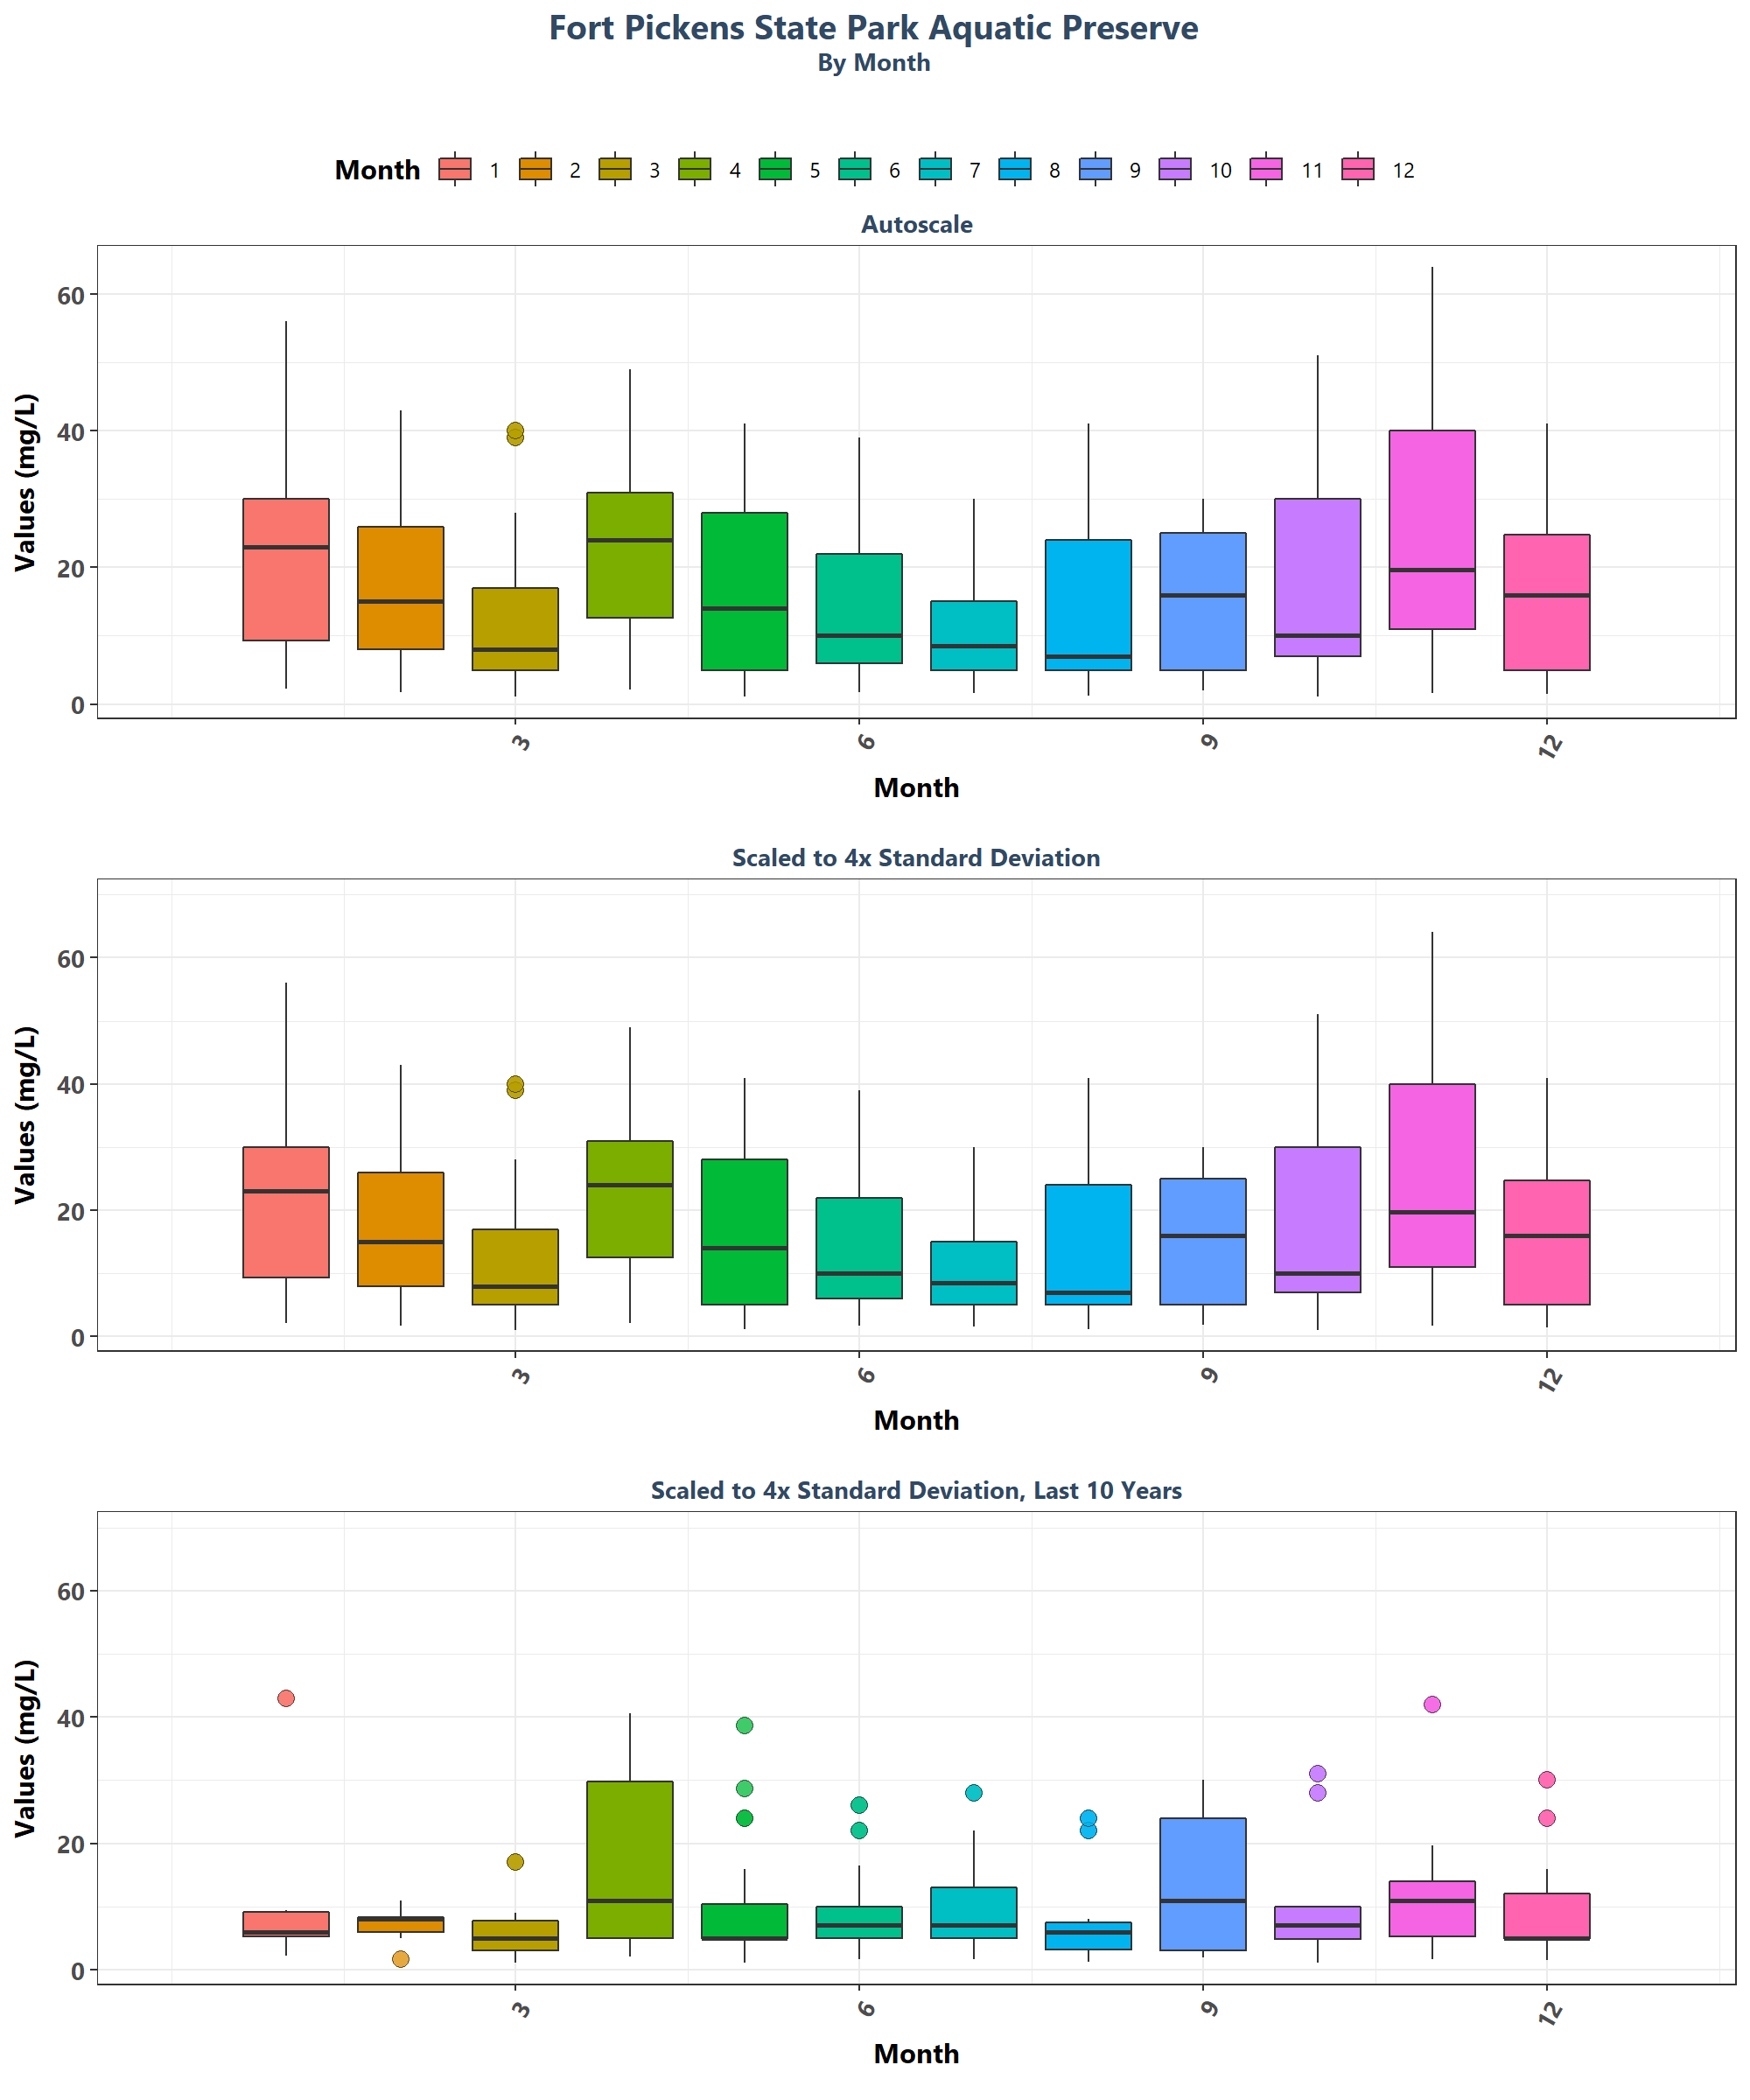 Fort Pickens State Park Aquatic Preserve
By Month
Month 1 2 3 4 5 6 7 8 9 10 11 12
Autoscale
Values (mg/L)
60
40
20
0
3 6 9 12
Month
Scaled to 4x Standard Deviation
Values (mg/L)
60
40
20
0
3 6 9 12
Month
Scaled to 4x Standard Deviation, Last 10 Years
Values (mg/L)
60
40
20
0
3 6 9 12
Month